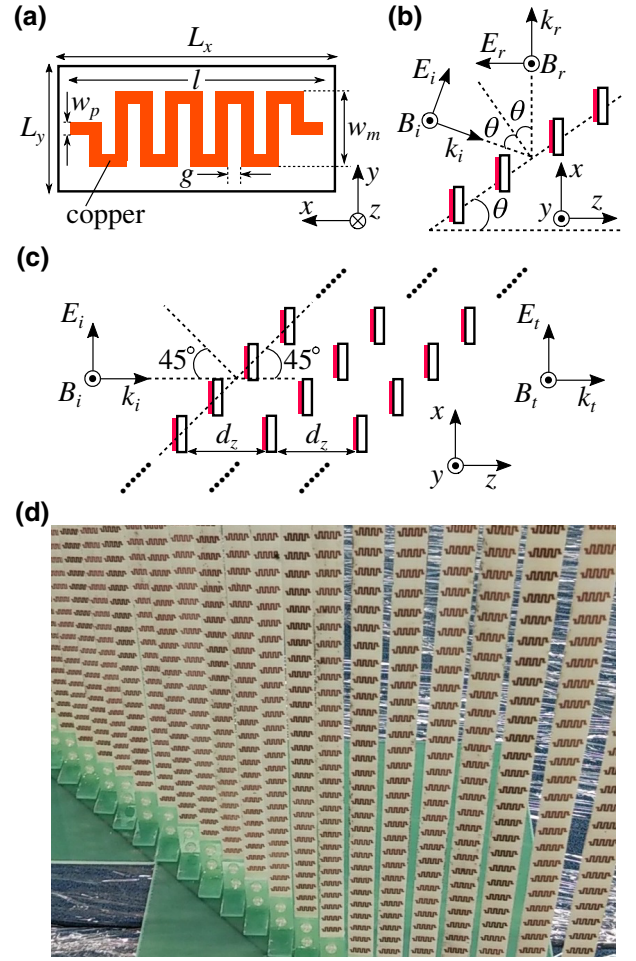 (a)
L_x
l
w_p
L_y
w_m
g
copper
y
x
z
(b)
k_r
E_r
B_r
E_i
B_i
k_i
θ
θ
θ
x
y
z
(c)
E_i
B_i
k_i
45°
45°
d_z
d_z
E_t
B_t
k_t
x
y
z
(d)